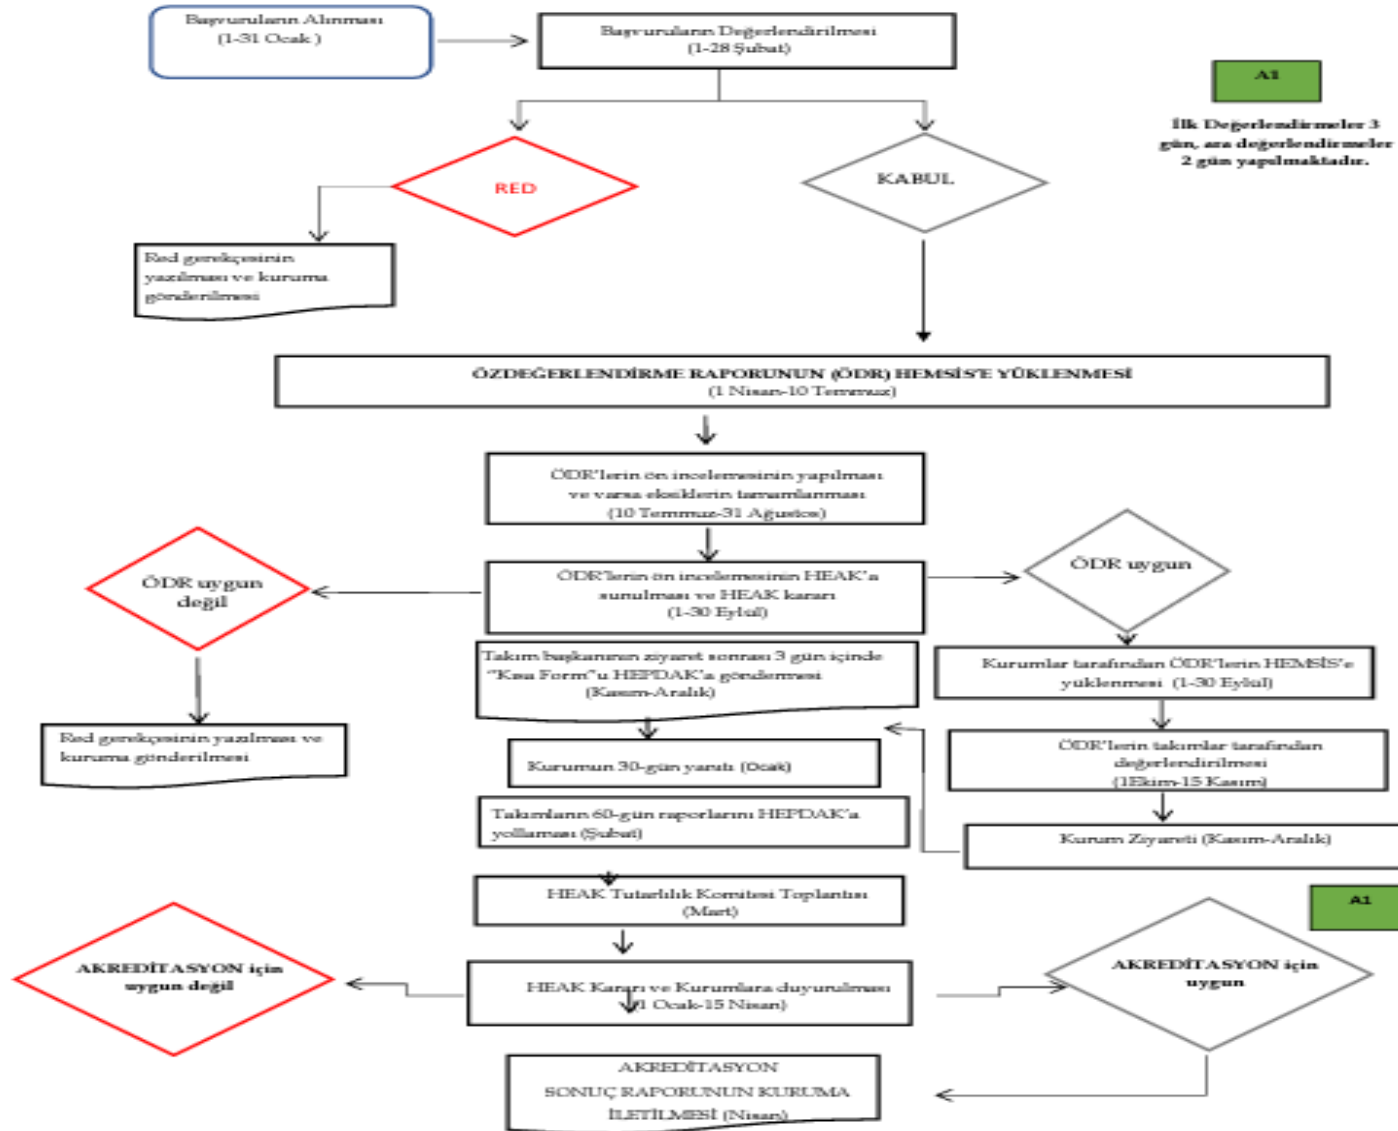 Başvuruların Alınması
(1-31 Ocak )
Başvuruların Değerlendirilmesi
(1-28 Şubat)
A1
İlk Değerlendirmeler 3
gün, ara değerlendirmeler
2 gün yapılmaktadır.
RED
KABUL
Red gerekçesinin
yazılması ve kuruma
gönderilmesi
ÖZDEĞERLENDİRME RAPORUNUN (ÖDR) HEMSİS'E YÜKLENMESİ
(1 Nisan-10 Temmuz)
ÖDR'lerin ön incelemesinin yapılması
ve varsa eksiklerin tamamlanması
(10 Temmuz-31 Ağustos)
ÖDR uygun
değil
ÖDR'lerin ön incelemesinin HEAK'a
sunulması ve HEAK kararı
(1-30 Eylül)
ÖDR uygun
Takım başkanının ziyaret sonrası 3 gün içinde
"Kısa Form"u HEPDAK'a göndermesi
(Kasım-Aralık)
Kurumlar tarafından ÖDR'lerin HEMSİS'e
yüklenmesi (1-30 Eylül)
Red gerekçesinin yazılması ve
kuruma gönderilmesi
Kurumun 30-gün yanıtı (Ocak)
ÖDR'lerin takımlar tarafından
değerlendirilmesi
(1Ekim-15 Kasım)
Takımların 60-gün raporlarını HEPDAK'a
yollaması (Şubat)
Kurum Ziyareti (Kasım-Aralık)
HEAK Tutarlılık Komitesi Toplantısı
(Mart)
A1
AKREDİTASYON için
uygun değil
HEAK Kararı ve Kurumlara duyurulması
(1 Ocak-15 Nisan)
AKREDİTASYON için
uygun
AKREDİTASYON
SONUÇ RAPORUNUN KURUMA
İLETİLMESİ (Nisan)